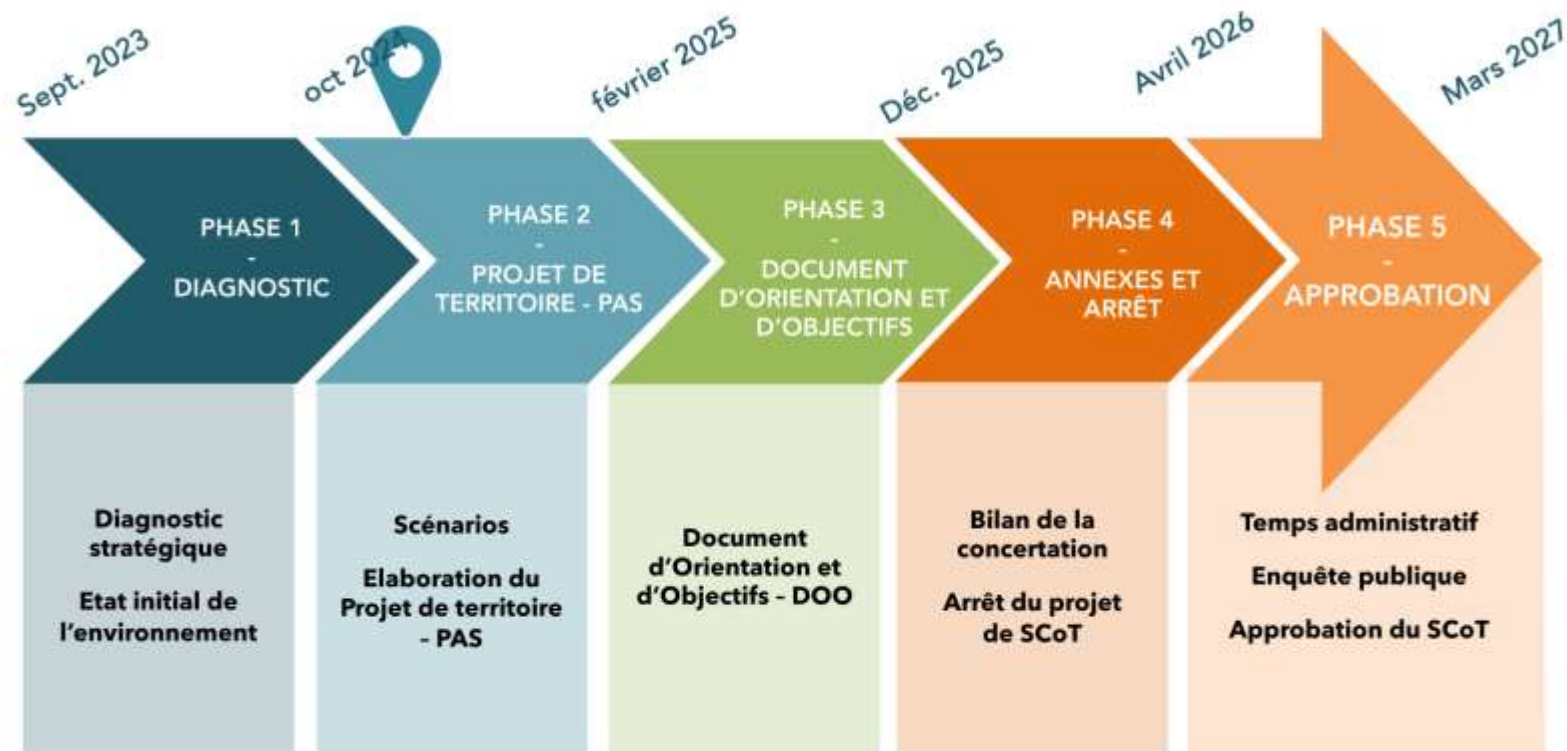 Sept. 2023
oct 2024
février 2025
Déc. 2025
Avril 2026
Mars 2027
PHASE 1
-
DIAGNOSTIC
PHASE 2
-
PROJET DE
TERRITOIRE - PAS
PHASE 3
-
DOCUMENT
D'ORIENTATION ET
D'OBJECTIFS
PHASE 4
-
ANNEXES ET
ARRÊT
PHASE 5
-
APPROBATION
Diagnostic
stratégique
Etat initial de
l'environnement
Scénarios
Elaboration du
Projet de territoire
– PAS
Document
d'Orientation et
d'Objectifs – DOO
Bilan de la
concertation
Arrêt du projet
de SCoT
Temps administratif
Enquête publique
Approbation du SCoT